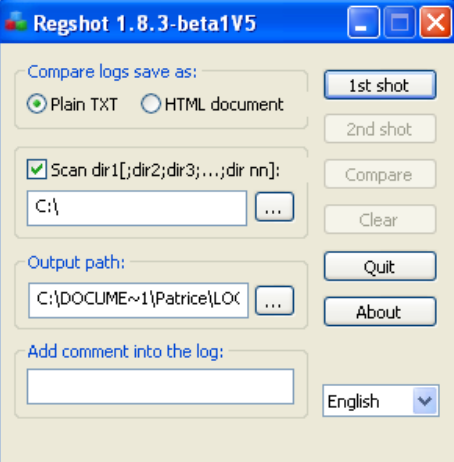 Regshot 1.8.3-beta1V5
Compare logs save as:
Plain TXT
HTML document
1st shot
2nd shot
Scan dir1[;dir2;dir3;...;dir nn]:
Compare
C:\
...
Clear
Output path:
Quit
C:\DOCUME~1\Patrice\LOC
...
About
Add comment into the log:
English